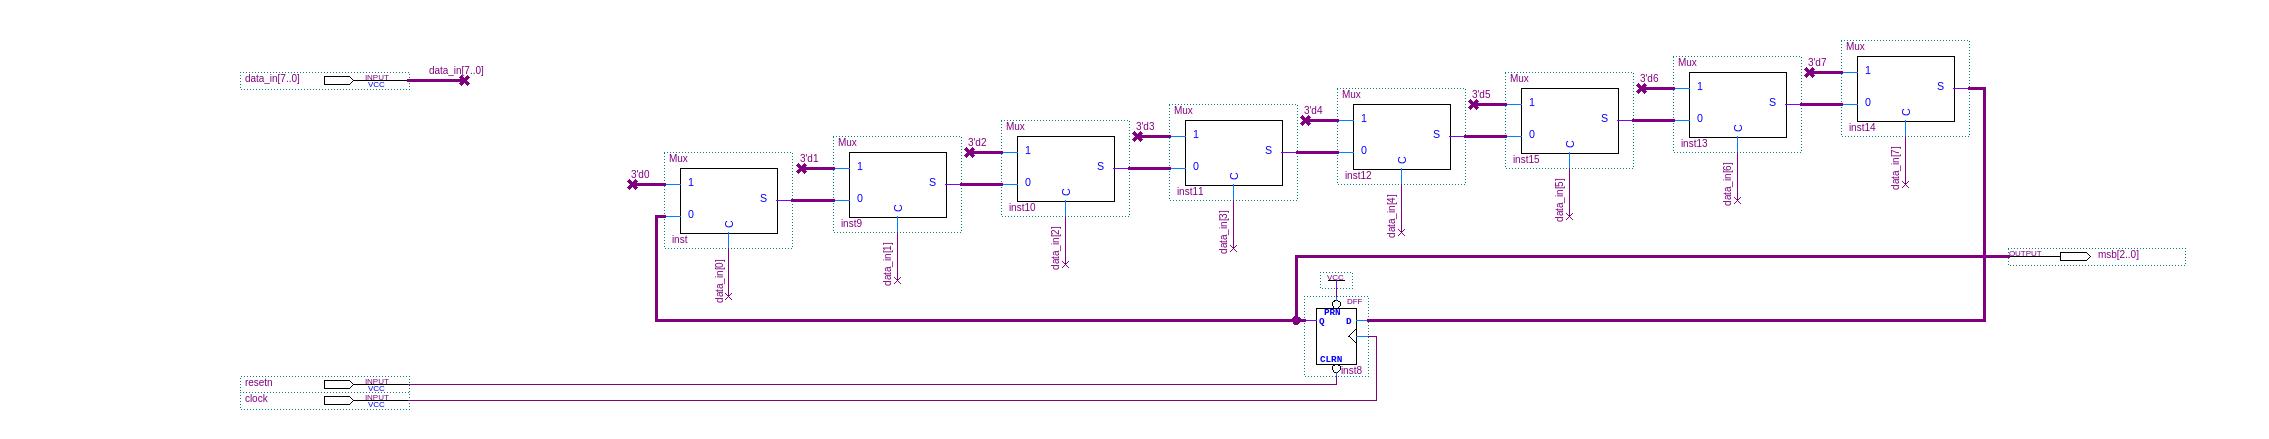 data_in[7..0]
INPUT
VCC
data_in[7..0]
3'd0
Mux
1
0
S
C
inst
data_in[0]
3'd1
Mux
1
0
S
C
inst9
data_in[1]
3'd2
Mux
1
0
S
C
inst10
data_in[2]
3'd3
Mux
1
0
S
C
inst11
data_in[3]
3'd4
Mux
1
0
S
C
inst12
data_in[4]
3'd5
Mux
1
0
S
C
inst15
data_in[5]
3'd6
Mux
1
0
S
C
inst13
data_in[6]
3'd7
Mux
1
0
S
C
inst14
data_in[7]
OUTPUT
msb[2..0]
VCC
DFF
PRN
Q
D
CLRN
inst8
resetn
INPUT
VCC
clock
INPUT
VCC